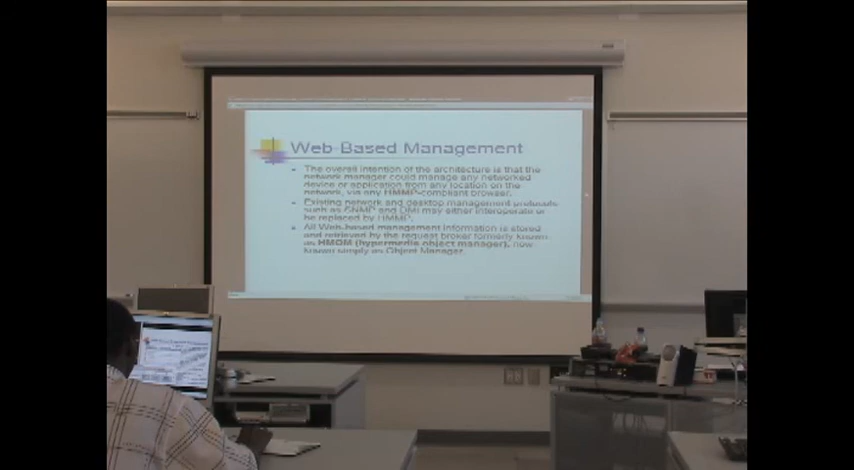 Web-Based Management
The overall intention of the architecture is that the
network manager could manage any networked
device or application from any location on the
network, via any HMMP-compliant browser.
Existing network and desktop management protocols
such as SNMP and DMI may either interoperate or
be replaced by HMMP.
All Web-based management information is stored
and retrieved by the request broker formerly known
as HMOM (hypermedia object manager), now
known simply as Object Manager.